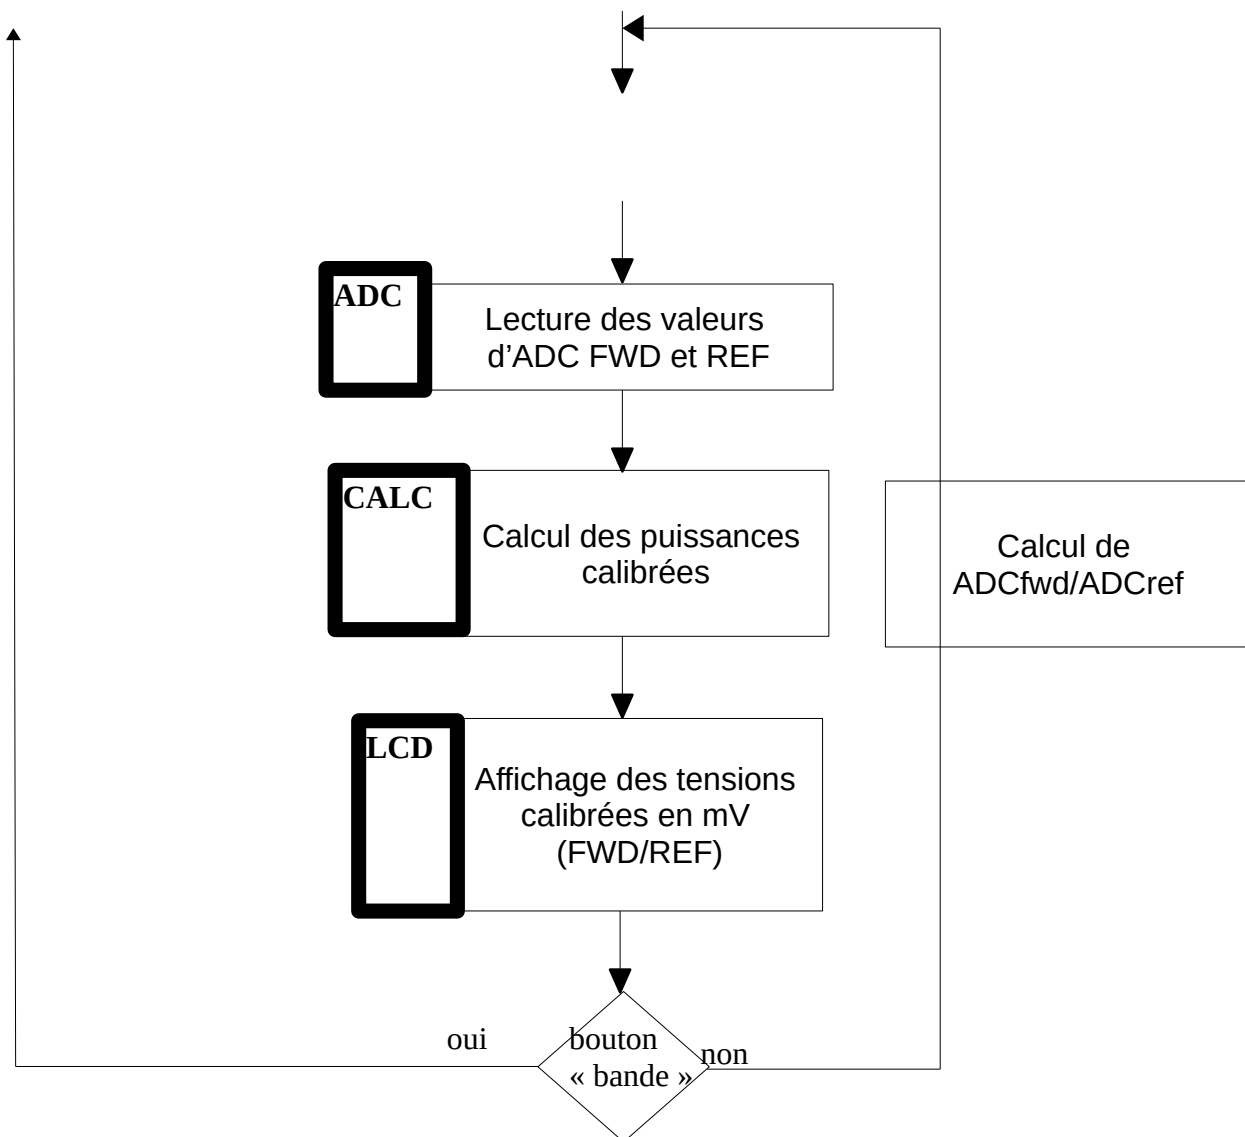 ADC
Lecture des valeurs
d’ADC FWD et REF
CALC
Calcul des puissances
calibrées
Calcul de
ADCfwd/ADCref
LCD
Affichage des tensions
calibrées en mV
(FWD/REF)
oui
bouton
« bande »
non